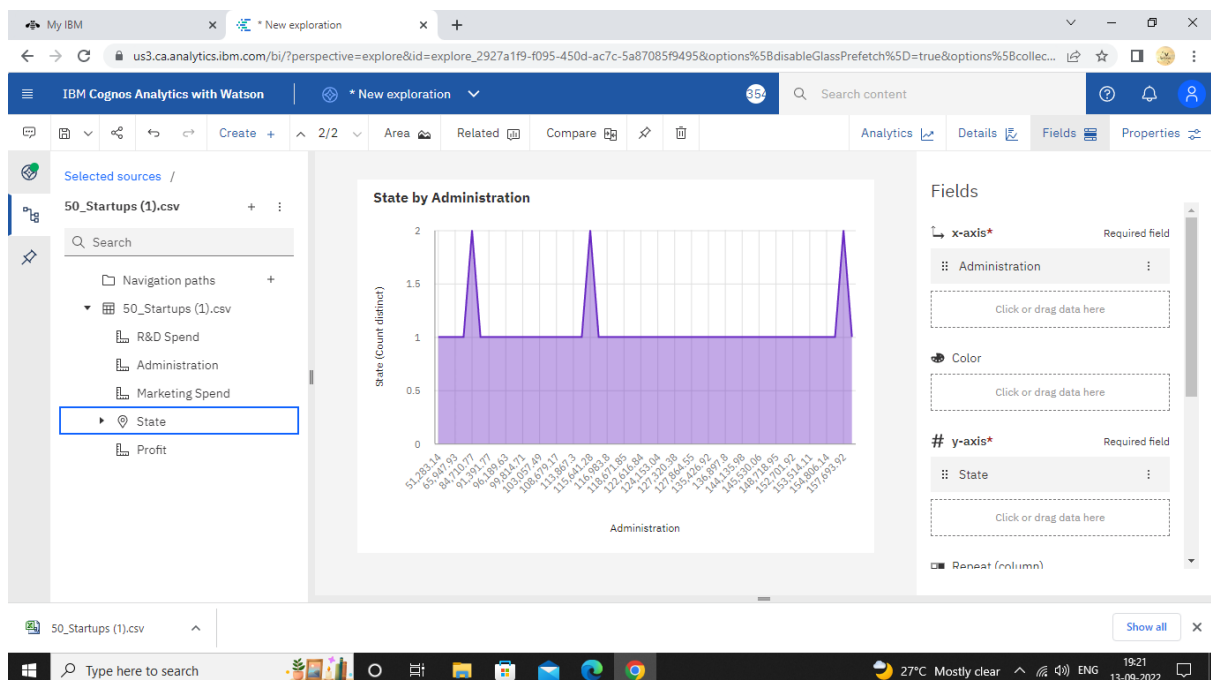 My IBM
* New exploration
us3.ca.analytics.ibm.com/bi/?perspective=explore&id=explore_2927a1f9-f095-450d-ac7c-5a87085f9495&options%5BdisableGlassPrefetch%5D=true&options%5Bcollec...
IBM Cognos Analytics with Watson
* New exploration
354
Search content
Create +
2/2
Area
Related
Compare
Analytics
Details
Fields
Properties
Selected sources /
50_Startups (1).csv
Search
Navigation paths
50_Startups (1).csv
R&D Spend
Administration
Marketing Spend
State
Profit
State by Administration
State (Count distinct)
2
1.5
1
0.5
0
51,283.14
65,947.93
84,710.77
91,391.77
96,189.63
99,814.71
103,057.49
108,679.17
113,867.3
115,641.28
116,983.8
118,671.85
122,616.84
124,153.04
127,320.38
127,864.55
135,426.92
136,897.8
144,135.98
145,530.06
148,718.95
152,701.92
153,514.11
154,806.14
157,693.92
Administration
Fields
x-axis*
Required field
Administration
Click or drag data here
Color
Click or drag data here
y-axis*
Required field
State
Click or drag data here
Repeat (column)
50_Startups (1).csv
Show all
Type here to search
27°C Mostly clear
ENG
19:21
13-09-2022